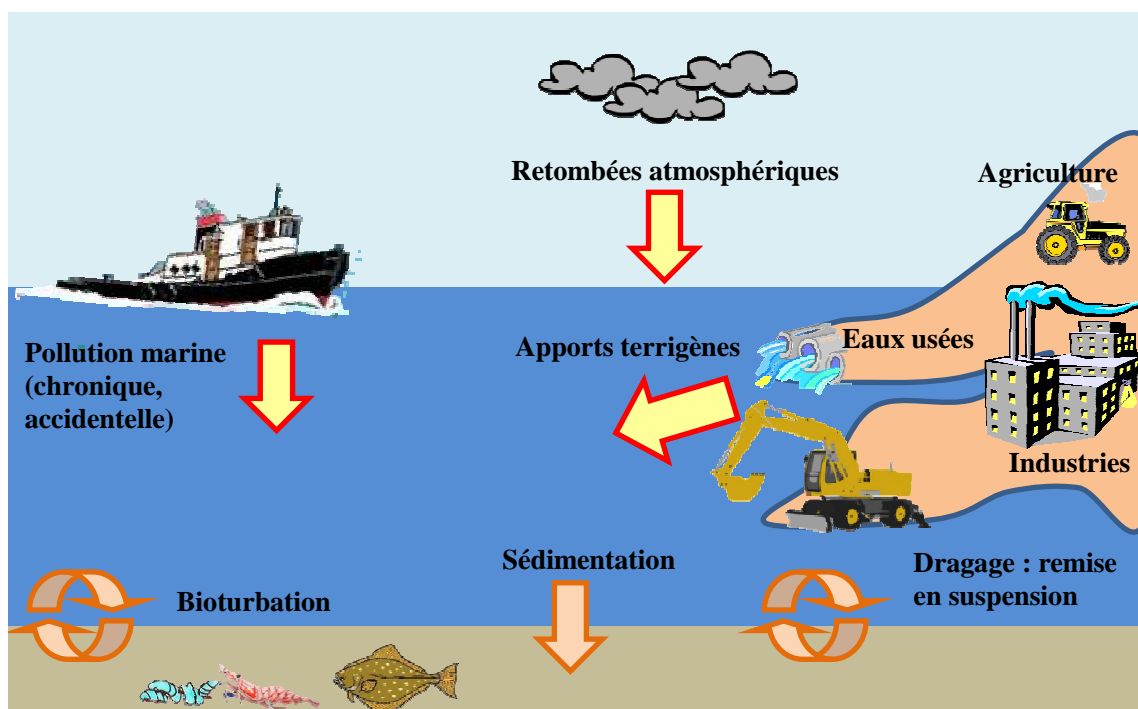 Retombées atmosphériques
Agriculture
Pollution marine
(chronique,
accidentelle)
Apports terrigènes
Eaux usées
Industries
Sédimentation
Dragage : remise
en suspension
Bioturbation